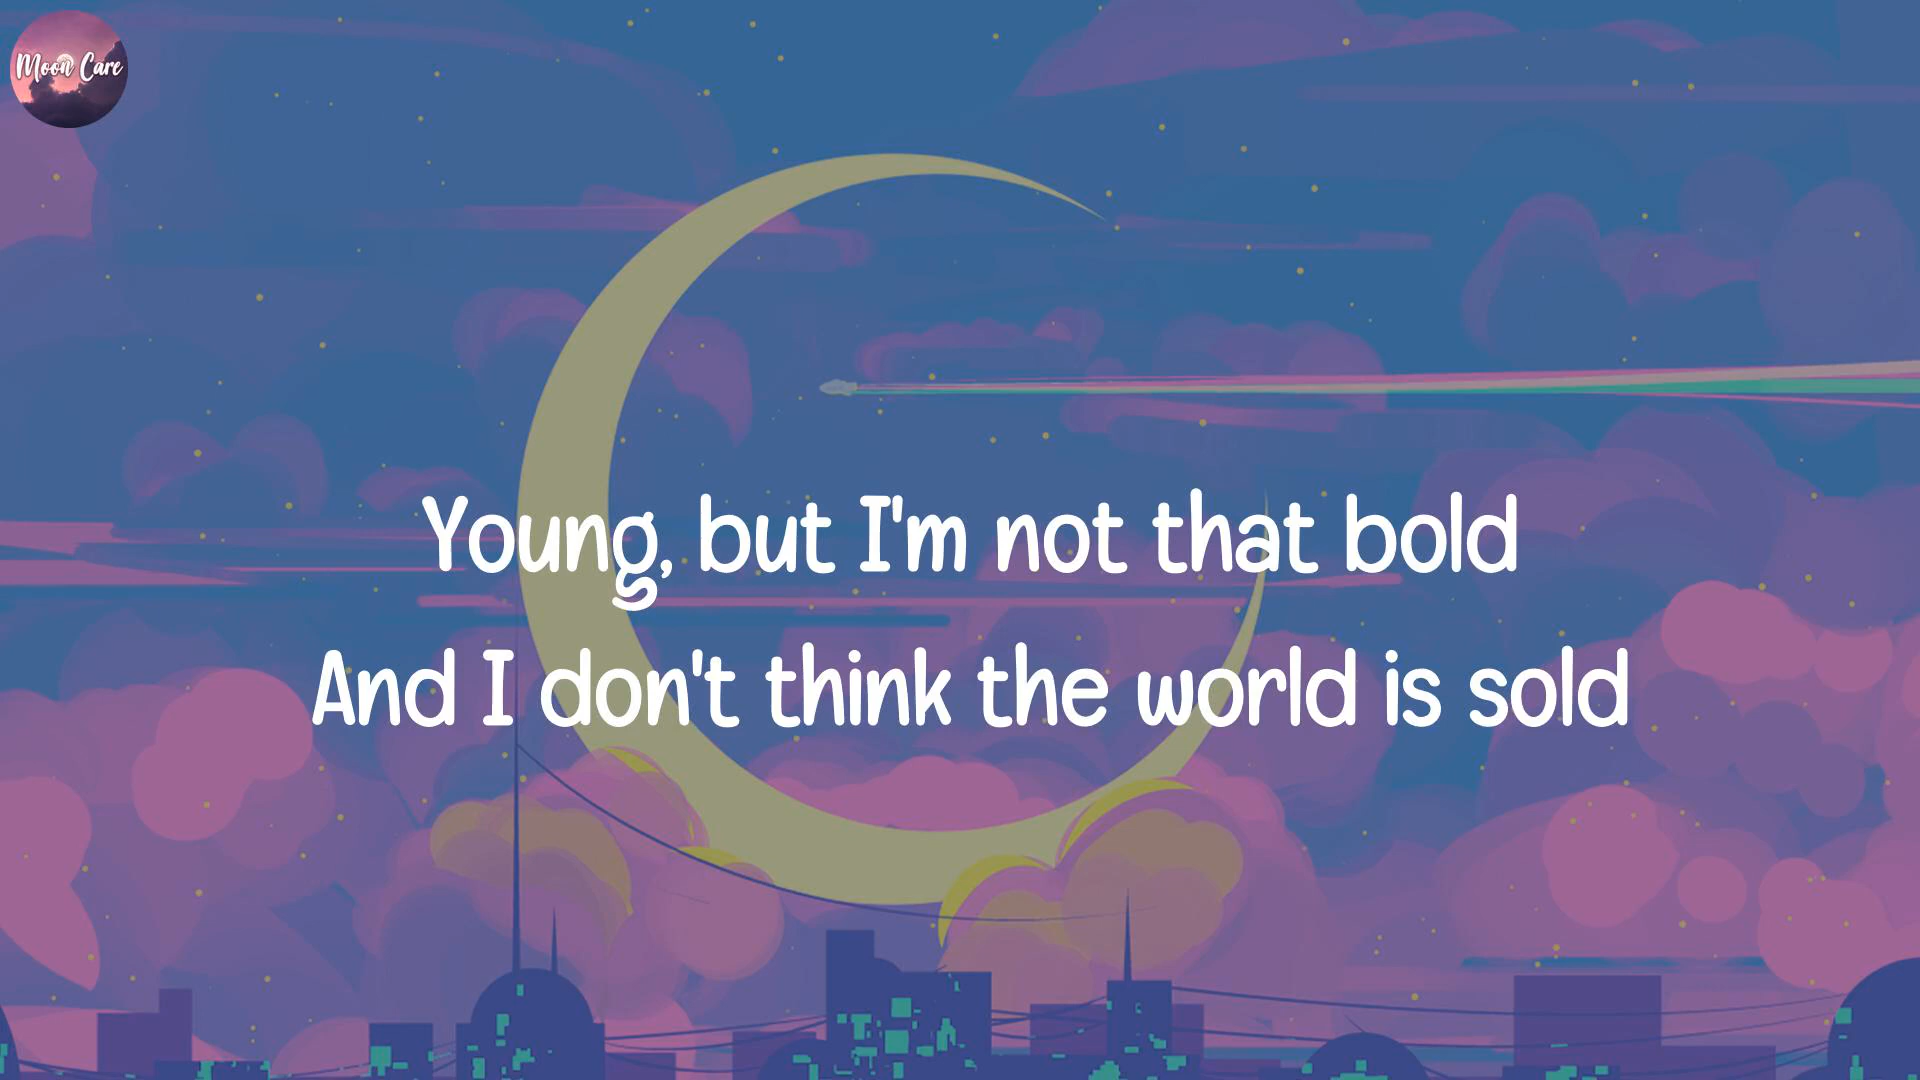 Moon Care
Young, but I'm not that bold
And I don't think the world is sold